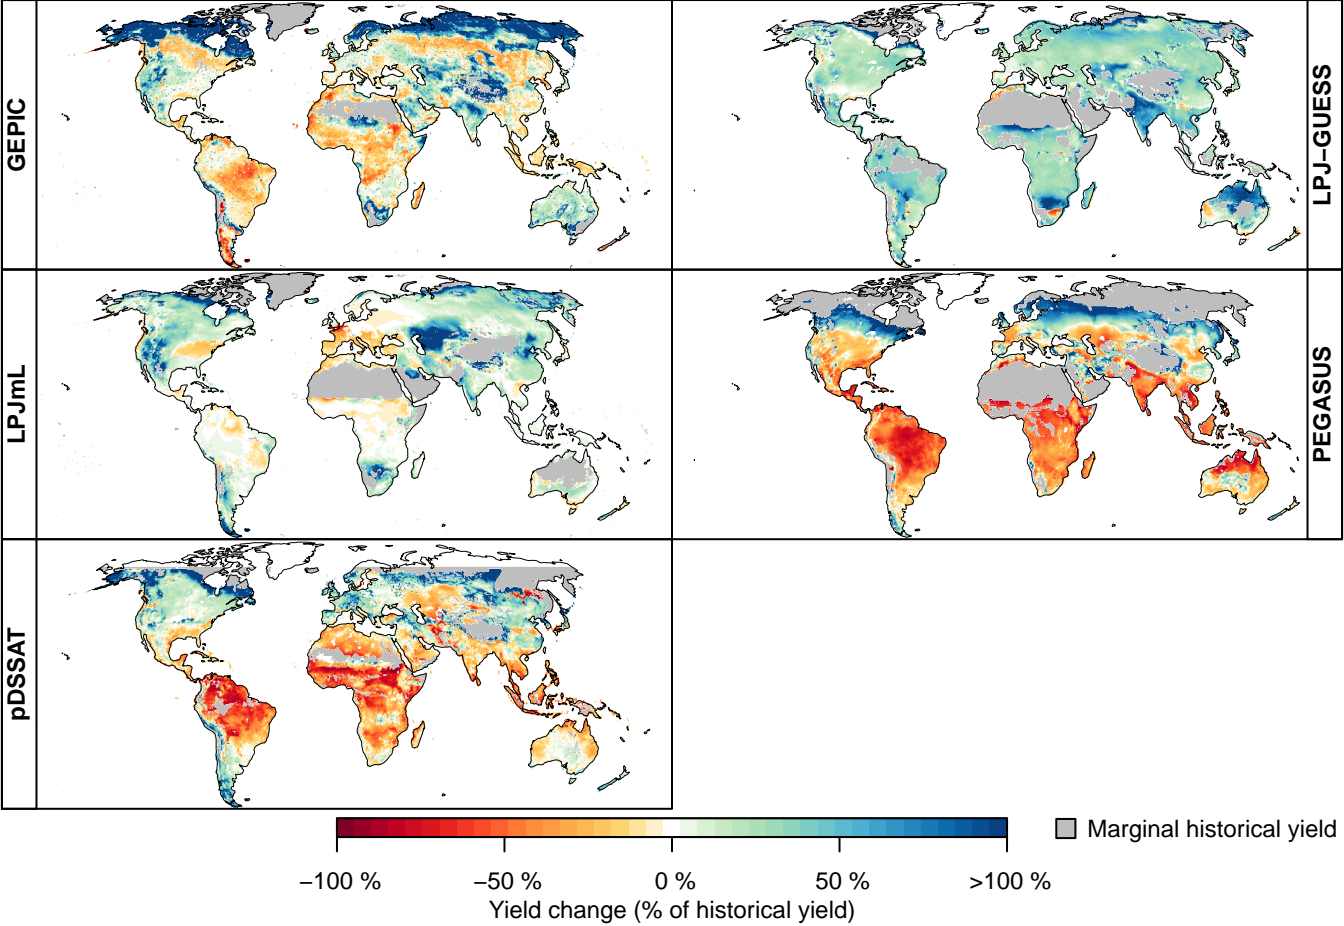 GEPIC
LPJ−GUESS
LPJmL
PEGASUS
pDSSAT
−100 %
−50 %
0 %
50 %
>100 %
Yield change (% of historical yield)
Marginal historical yield